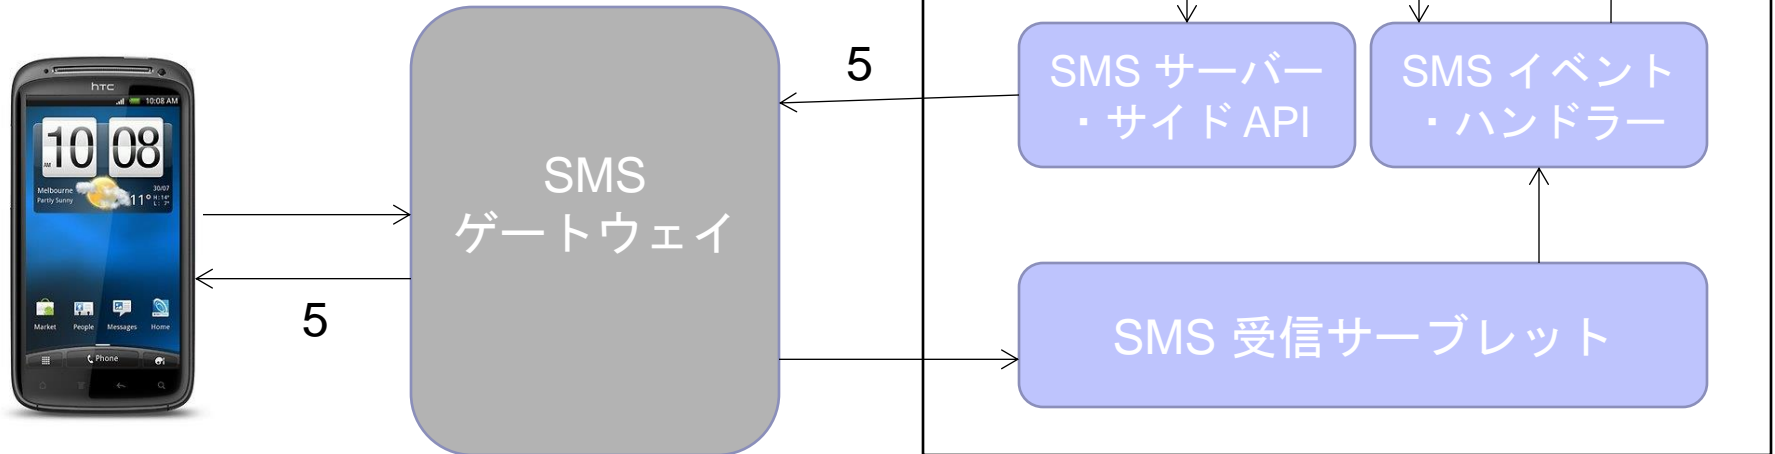 5
SMS サーバー
・サイド API
SMS イベント
・ハンドラー
hTC
10:08 AM
10 08
AM
Melbourne
Partly Sunny
11°
30/07
SMS
ゲートウェイ
5
Market People Messages Home
Phone
SMS 受信サーブレット